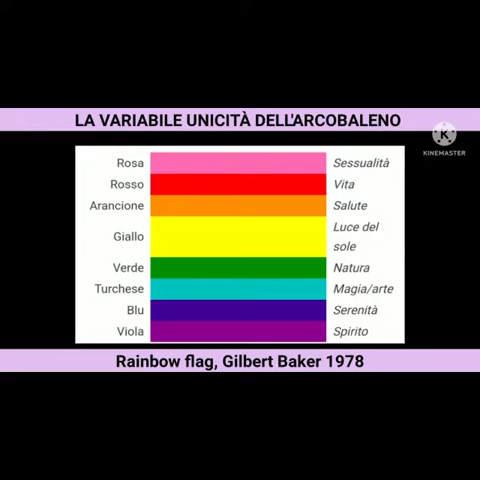 LA VARIABILE UNICITÀ DELL'ARCOBALENO
KINEMASTER
Rosa Sessualità
Rosso Vita
Arancione Salute
Giallo Luce del
sole
Verde Natura
Turchese Magia/arte
Blu Serenità
Viola Spirito
Rainbow flag, Gilbert Baker 1978